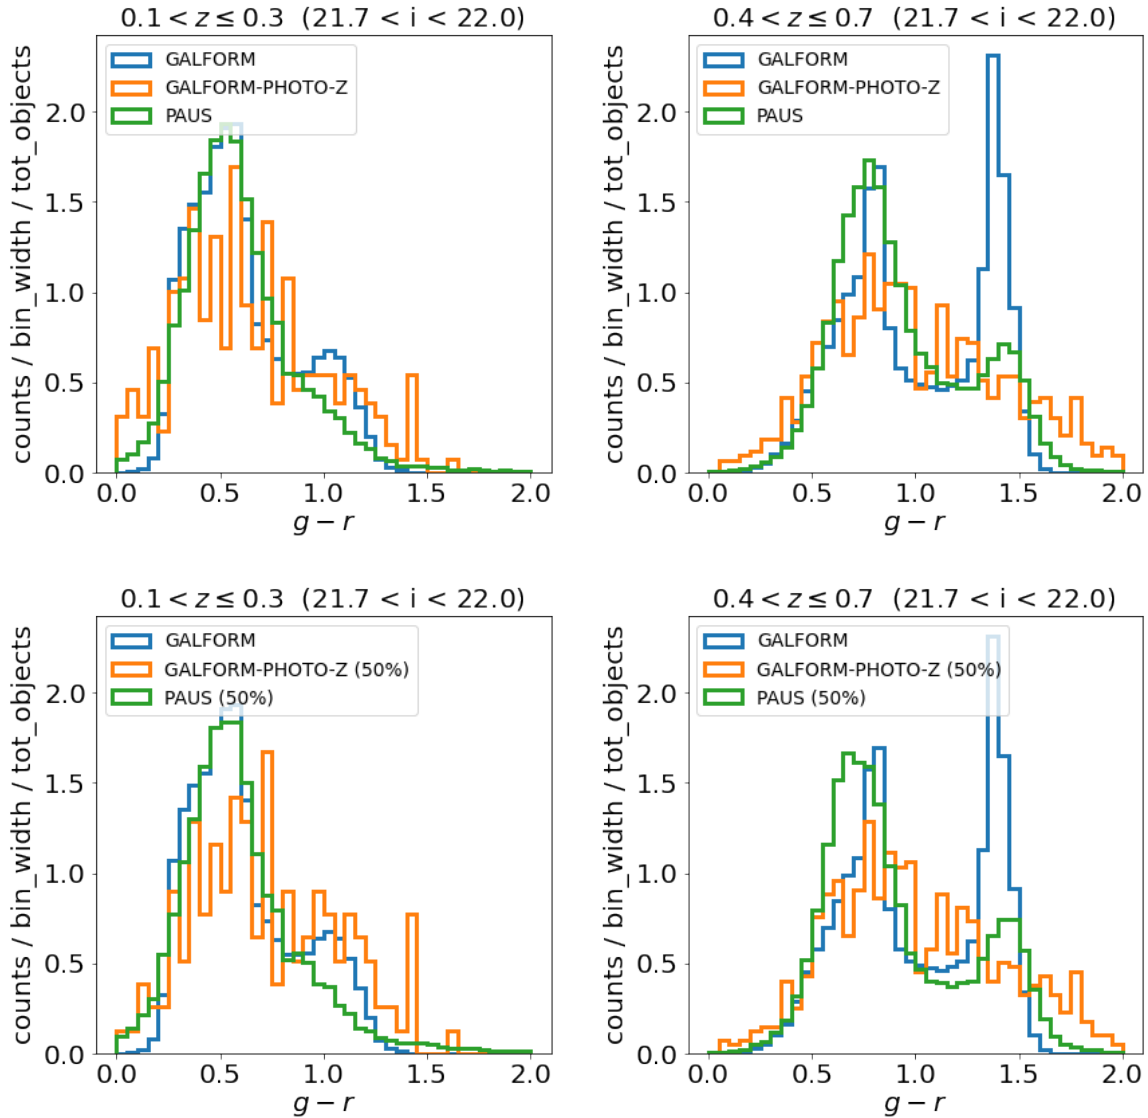 0.1 < z ≤ 0.3 (21.7 < i < 22.0)
GALFORM
GALFORM-PHOTO-Z
PAUS
counts / bin_width / tot_objects
2.0
1.5
1.0
0.5
0.0
0.0 0.5 1.0 1.5 2.0
g − r
0.4 < z ≤ 0.7 (21.7 < i < 22.0)
GALFORM
GALFORM-PHOTO-Z
PAUS
counts / bin_width / tot_objects
2.0
1.5
1.0
0.5
0.0
0.0 0.5 1.0 1.5 2.0
g − r
0.1 < z ≤ 0.3 (21.7 < i < 22.0)
GALFORM
GALFORM-PHOTO-Z (50%)
PAUS (50%)
counts / bin_width / tot_objects
2.0
1.5
1.0
0.5
0.0
0.0 0.5 1.0 1.5 2.0
g − r
0.4 < z ≤ 0.7 (21.7 < i < 22.0)
GALFORM
GALFORM-PHOTO-Z (50%)
PAUS (50%)
counts / bin_width / tot_objects
2.0
1.5
1.0
0.5
0.0
0.0 0.5 1.0 1.5 2.0
g − r